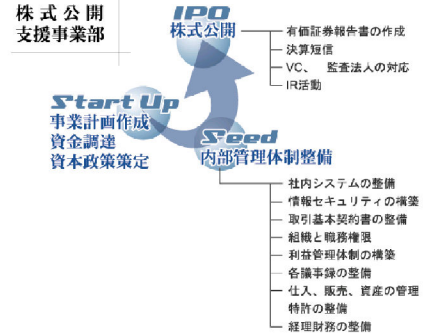 株式公開
支援事業部
IPO
株式公開
有価証券報告書の作成
決算短信
VC、 監査法人の対応
IR活動
Start Up
事業計画作成
資金調達
資本政策策定
Seed
内部管理体制整備
社内システムの整備
情報セキュリティの構築
取引基本契約書の整備
組織と職務権限
利益管理体制の構築
各議事録の整備
仕入、販売、資産の管理
特許の整備
経理財務の整備